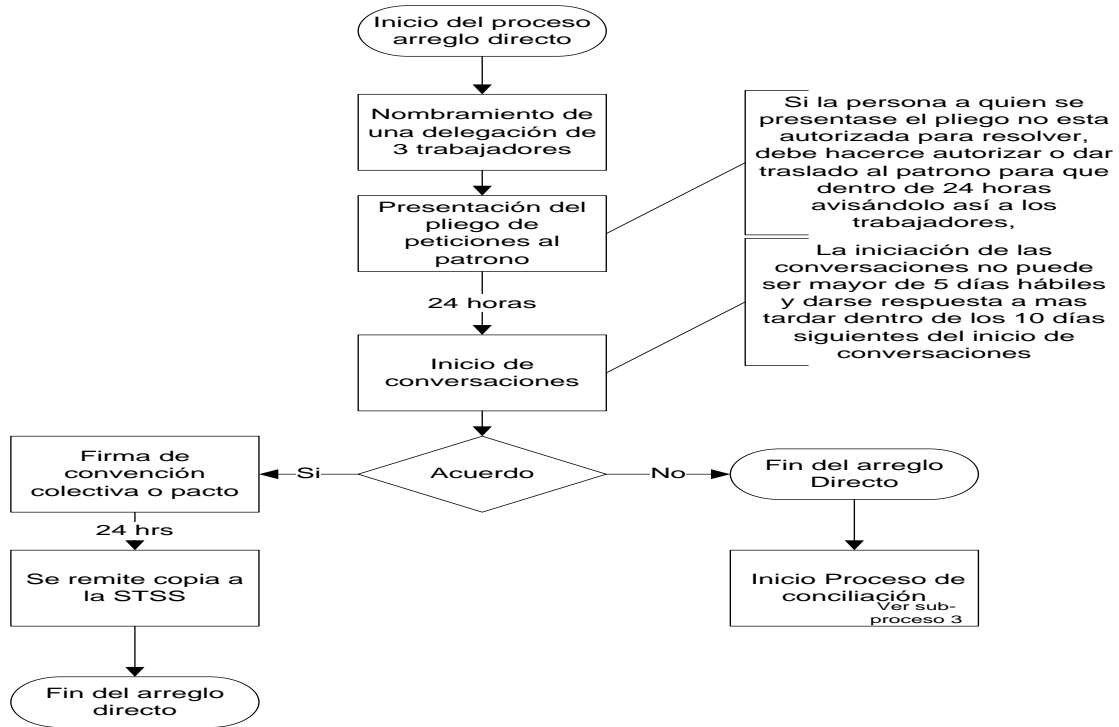 Inicio del proceso
arreglo directo
Nombramiento de
una delegación de
3 trabajadores
Si la persona a quien se
presentase el pliego no esta
autorizada para resolver,
debe hacerce autorizar o dar
traslado al patrono para que
dentro de 24 horas
avisándolo así a los
trabajadores,
Presentación del
pliego de
peticiones al
patrono
24 horas
La iniciación de las
conversaciones no puede
ser mayor de 5 días hábiles
y darse respuesta a mas
tardar dentro de los 10 días
siguientes del inicio de
conversaciones
Inicio de
conversaciones
Acuerdo
Si
No
Firma de
convención
colectiva o pacto
24 hrs
Se remite copia a
la STSS
Fin del arreglo
directo
Fin del arreglo
Directo
Inicio Proceso de
conciliación
Ver sub-
proceso 3